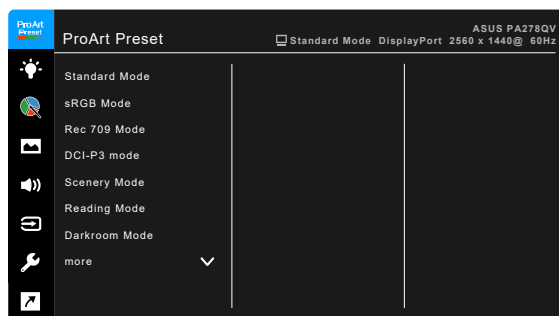 ProArt
Preset
ProArt Preset
ASUS PA278QV
Standard Mode DisplayPort 2560 x 1440@ 60Hz
Standard Mode
sRGB Mode
Rec 709 Mode
DCI-P3 mode
Scenery Mode
Reading Mode
Darkroom Mode
more